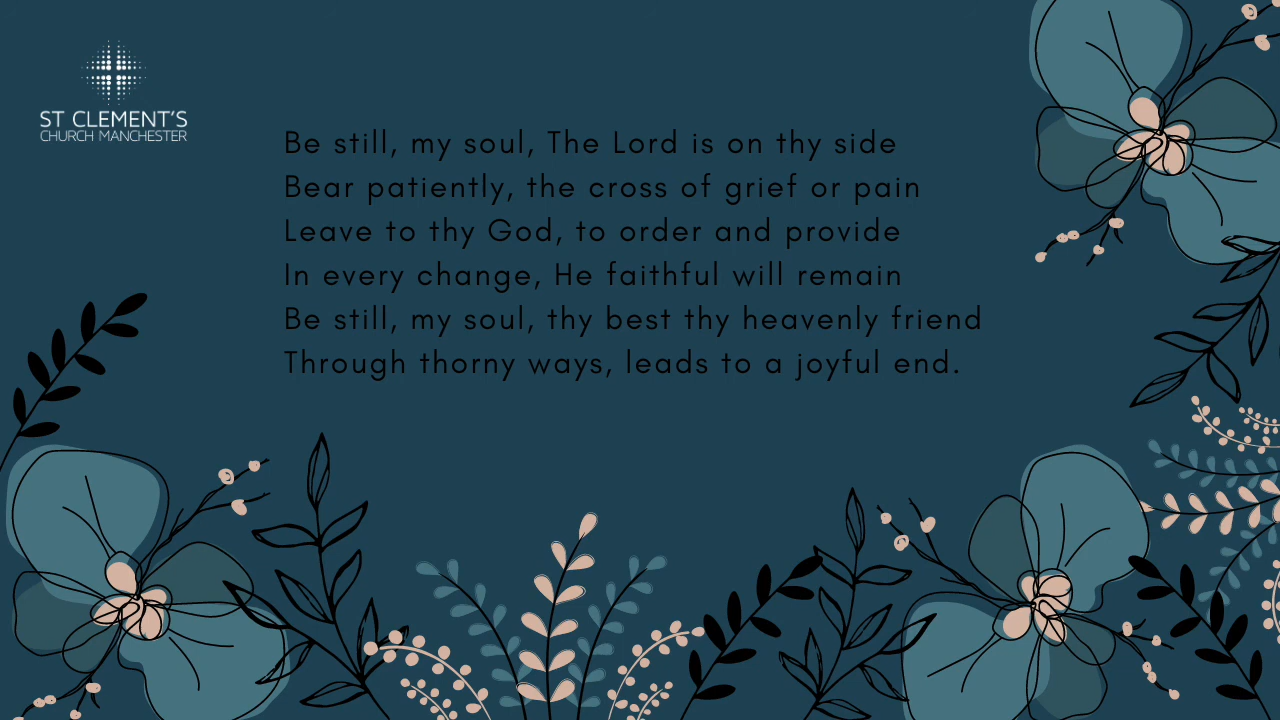 ST CLEMENT'S
CHURCH MANCHESTER
Be still, my soul, The Lord is on thy side
Bear patiently, the cross of grief or pain
Leave to thy God, to order and provide
In every change, He faithful will remain
Be still, my soul, thy best thy heavenly friend
Through thorny ways, leads to a joyful end.